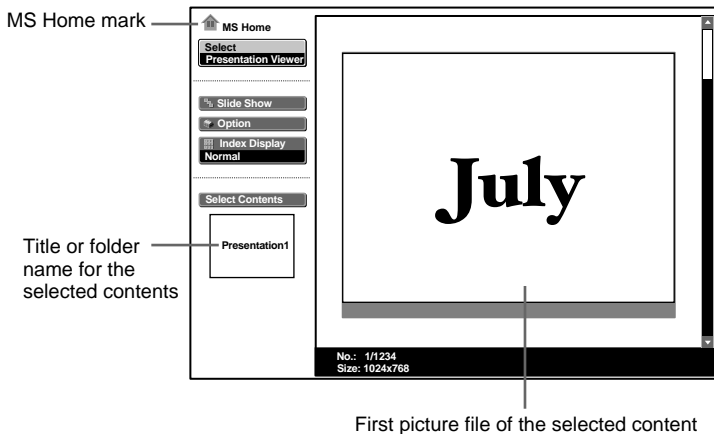 MS Home mark
MS Home
Select
Presentation Viewer
Slide Show
Option
Index Display
Normal
Select Contents
Presentation1
Title or folder
name for the
selected contents
July
No.: 1/1234
Size: 1024x768
First picture file of the selected content